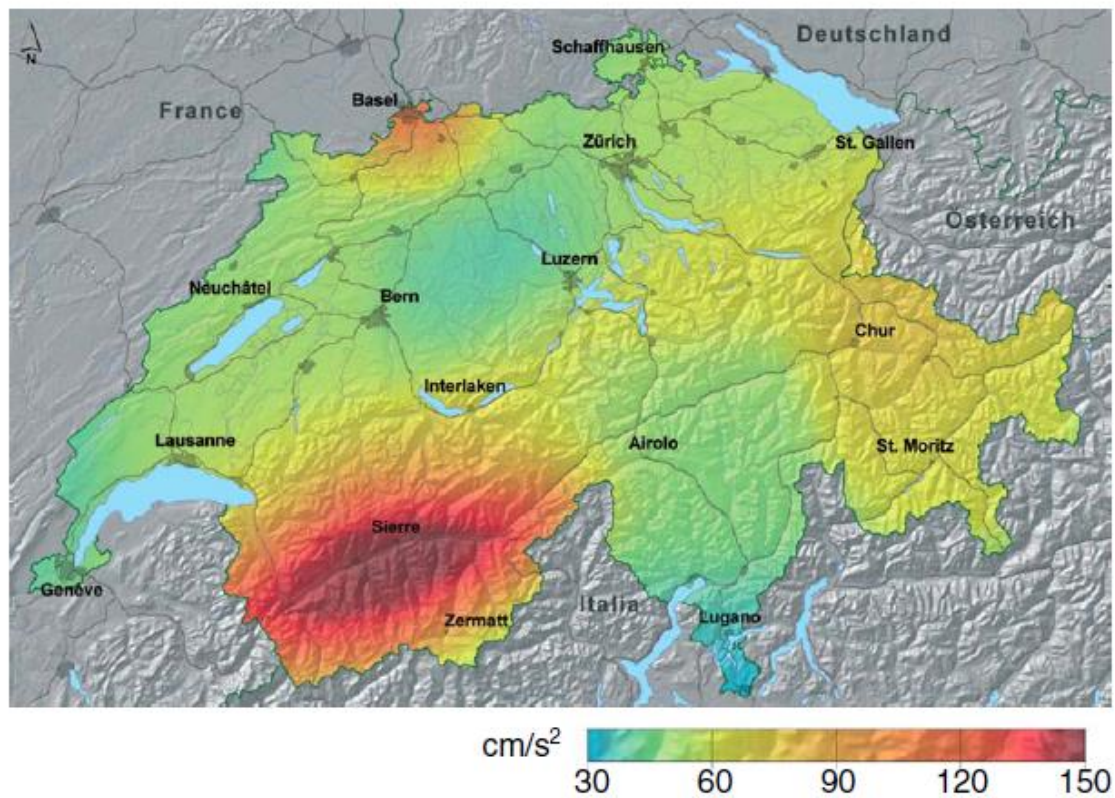 N
Deutschland
Schaffhausen
France
Basel
Zürich
St. Gallen
Österreich
Luzern
Neuchâtel
Bern
Chur
Interlaken
Lausanne
Airolo
St. Moritz
Sierre
Genève
Italia
Zermatt
Lugano
cm/s²
30 60 90 120 150